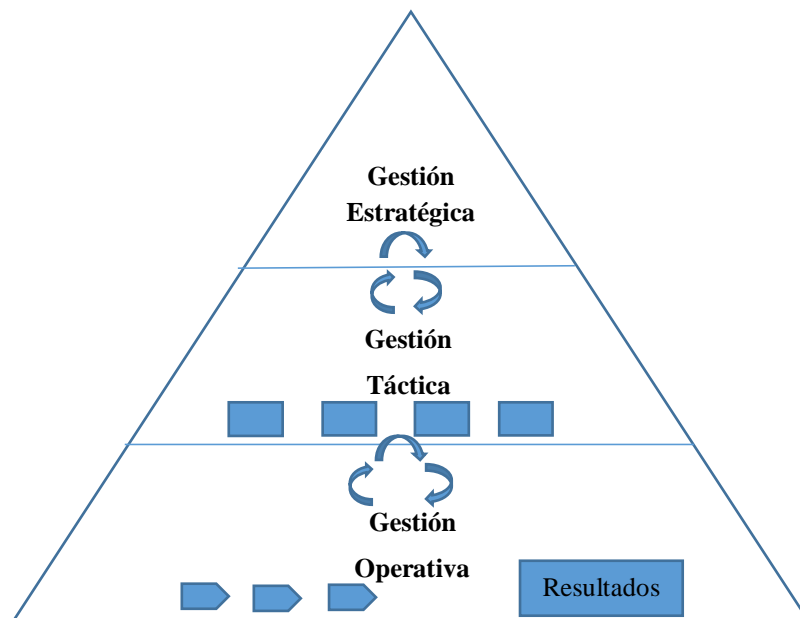 Gestión
Estratégica
Gestión
Táctica
Gestión
Operativa
Resultados